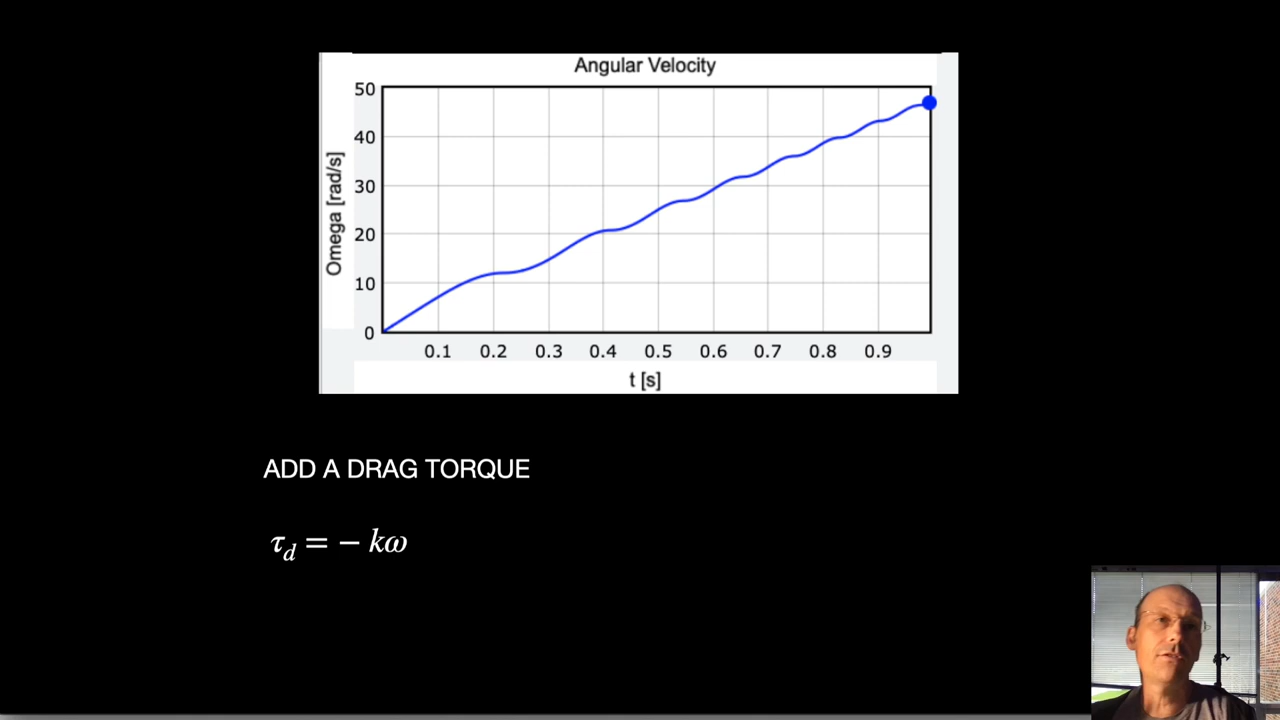 Angular Velocity
50
40
30
20
10
0
Omega [rad/s]
0.1 0.2 0.3 0.4 0.5 0.6 0.7 0.8 0.9
t [s]
ADD A DRAG TORQUE
τ_d = − kω